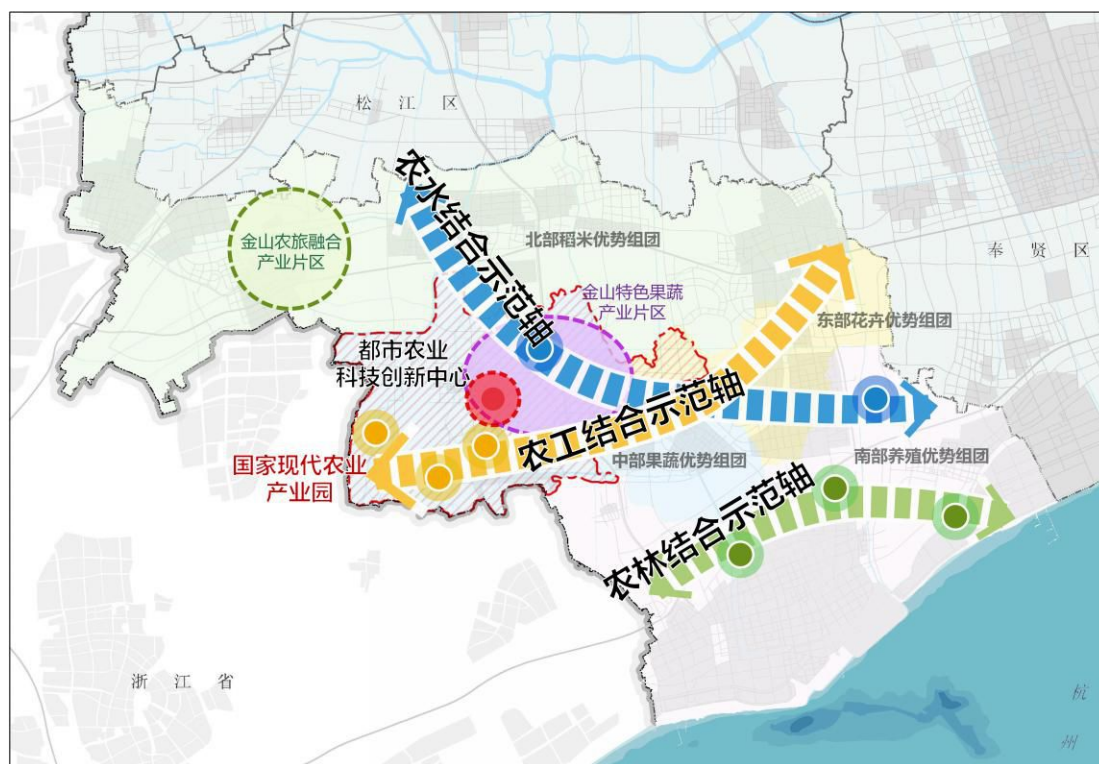 松江区
农水结合示范轴
北部稻米优势组团
奉贤区
金山农旅融合
产业片区
金山特色果蔬
产业片区
东部花卉优势组团
都市农业
科技创新中心
农工结合示范轴
国家现代农业
产业园
中部果蔬优势组团
南部养殖优势组团
农林结合示范轴
浙江省
杭
州